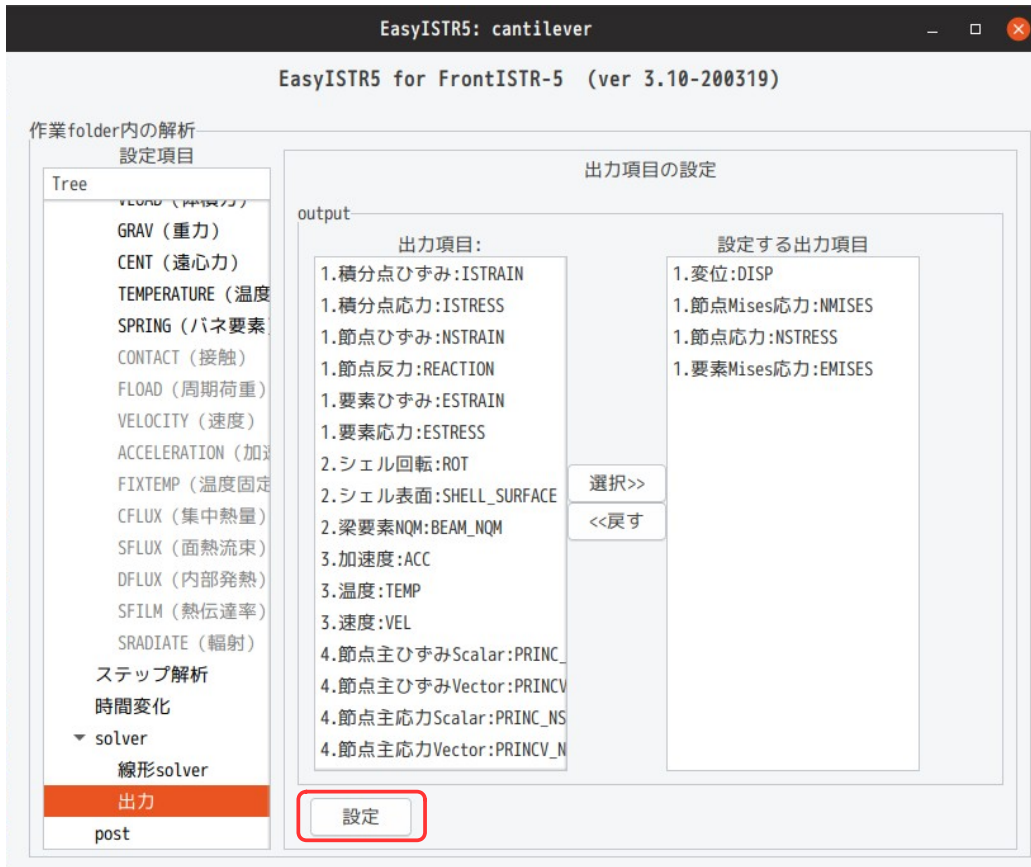 EasyISTR5: cantilever
EasyISTR5 for FrontISTR-5 (ver 3.10-200319)
作業folder内の解析
設定項目
Tree
VLOAD (体積力)
GRAV (重力)
CENT (遠心力)
TEMPERATURE (温度
SPRING (バネ要素)
CONTACT (接触)
FLOAD (周期荷重)
VELOCITY (速度)
ACCELERATION (加速
FIXTEMP (温度固定
CFLUX (集中熱量)
SFLUX (面熱流束)
DFLUX (内部発熱)
SFILM (熱伝達率)
SRADIATE (輻射)
ステップ解析
時間変化
solver
線形solver
出力
post
出力項目の設定
output
出力項目:
1.積分点ひずみ:ISTRAIN
1.積分点応力:ISTRESS
1.節点ひずみ:NSTRAIN
1.節点反力:REACTION
1.要素ひずみ:ESTRAIN
1.要素応力:ESTRESS
2.シェル回転:ROT
2.シェル表面:SHELL_SURFACE
2.梁要素NQM:BEAM_NQM
3.加速度:ACC
3.温度:TEMP
3.速度:VEL
4.節点主ひずみScalar:PRINC_
4.節点主ひずみVector:PRINCV
4.節点主応力Scalar:PRINC_NS
4.節点主応力Vector:PRINCV_N
選択>>
<<戻す
設定する出力項目
1.変位:DISP
1.節点Mises応力:NMISES
1.節点応力:NSTRESS
1.要素Mises応力:EMISES
設定